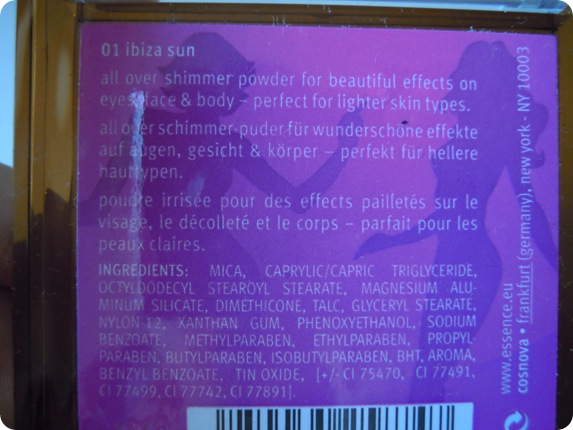 01 ibiza sun
all over shimmer powder for beautiful effects on
eyes, face & body – perfect for lighter skin types.
all over schimmer-puder für wunderschöne effekte
auf augen, gesicht & körper – perfekt für hellere
hauttypen.
poudre irrisée pour des effets pailletés sur le
visage, le décolleté et le corps – parfait pour les
peaux claires.
INGREDIENTS: MICA, CAPRYLIC/CAPRIC TRIGLYCERIDE,
OCTYLDODECYL STEAROYL STEARATE, MAGNESIUM ALU-
MINUM SILICATE, DIMETHICONE, TALC, GLYCERYL STEARATE,
NYLON-12, XANTHAN GUM, PHENOXYETHANOL, SODIUM
BENZOATE, METHYLPARABEN, ETHYLPARABEN, PROPYL-
PARABEN, BUTYLPARABEN, ISOBUTYLPARABEN, BHT, AROMA,
BENZYL BENZOATE, TIN OXIDE, [+/- CI 75470, CI 77491,
CI 77499, CI 77742, CI 77891].
www.essence.eu
cosnova • frankfurt (germany), new york - NY 10003